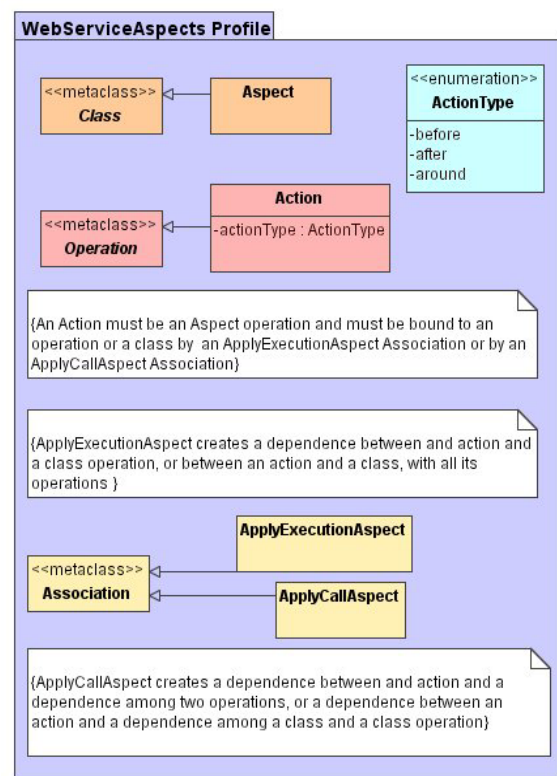 WebServiceAspects Profile
<<metaclass>>
Class
Aspect
<<enumeration>>
ActionType
-before
-after
-around
<<metaclass>>
Operation
Action
-actionType : ActionType
{An Action must be an Aspect operation and must be bound to an
operation or a class by an ApplyExecutionAspect Association or by an
ApplyCallAspect Association}
{ApplyExecutionAspect creates a dependence between and action and
a class operation, or between an action and a class, with all its
operations }
ApplyExecutionAspect
<<metaclass>>
Association
ApplyCallAspect
{ApplyCallAspect creates a dependence between and action and a
dependence among two operations, or a dependence between an
action and a dependence among a class and a class operation}